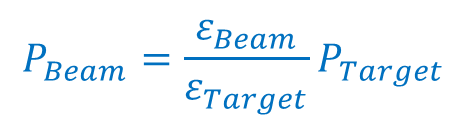 P_Beam = ε_Beam / ε_Target P_Target